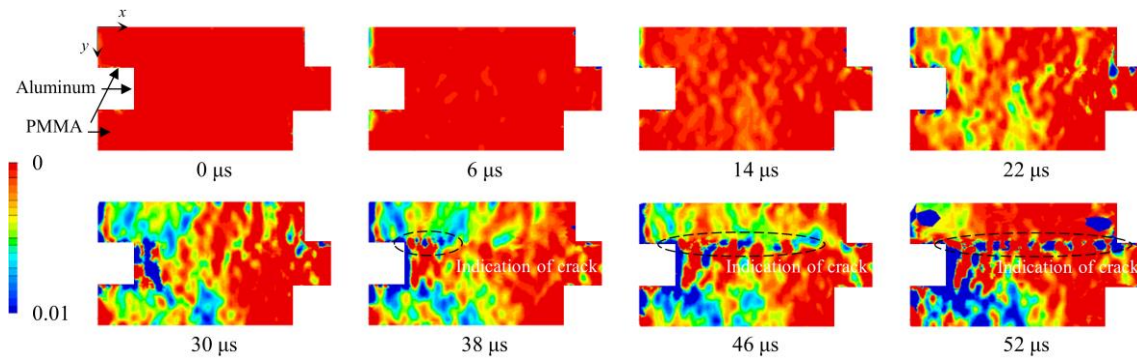 x
y
Aluminum
PMMA
0 μs
6 μs
14 μs
22 μs
0
0.01
Indication of crack
Indication of crack
Indication of crack
30 μs
38 μs
46 μs
52 μs